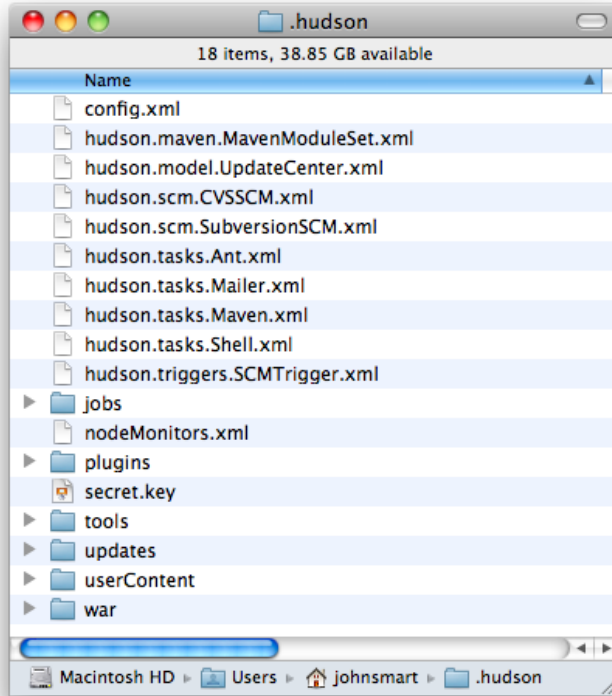 .hudson
18 items, 38.85 GB available
Name
config.xml
hudson.maven.MavenModuleSet.xml
hudson.model.UpdateCenter.xml
hudson.scm.CVSSCM.xml
hudson.scm.SubversionSCM.xml
hudson.tasks.Ant.xml
hudson.tasks.Mailer.xml
hudson.tasks.Maven.xml
hudson.tasks.Shell.xml
hudson.triggers.SCMTrigger.xml
jobs
nodeMonitors.xml
plugins
secret.key
tools
updates
userContent
war
Macintosh HD Users johnsmart .hudson